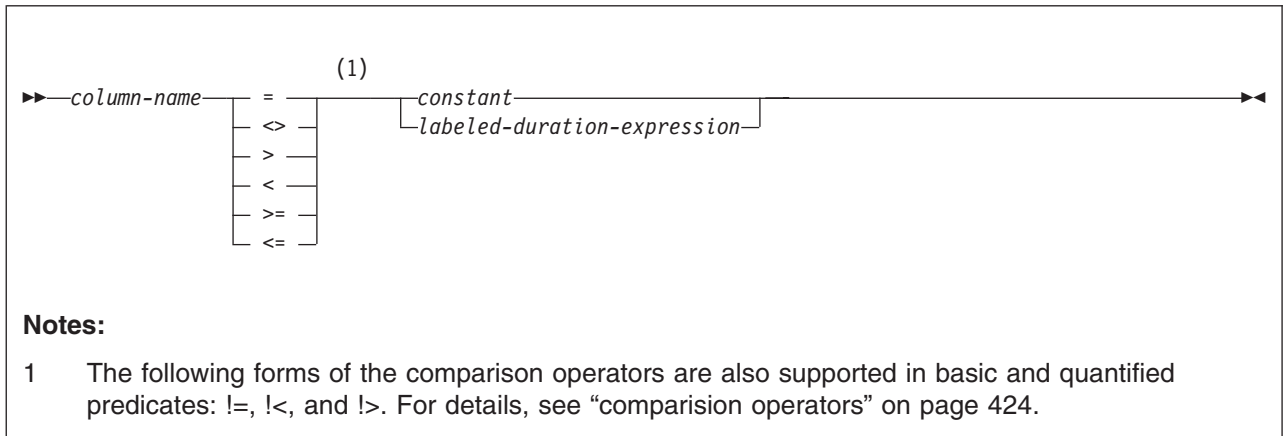 (1)
column-name = constant
<> labeled-duration-expression
>
<
>=
<=
Notes:
1 The following forms of the comparison operators are also supported in basic and quantified
predicates: !=, !<, and !>. For details, see “comparision operators” on page 424.